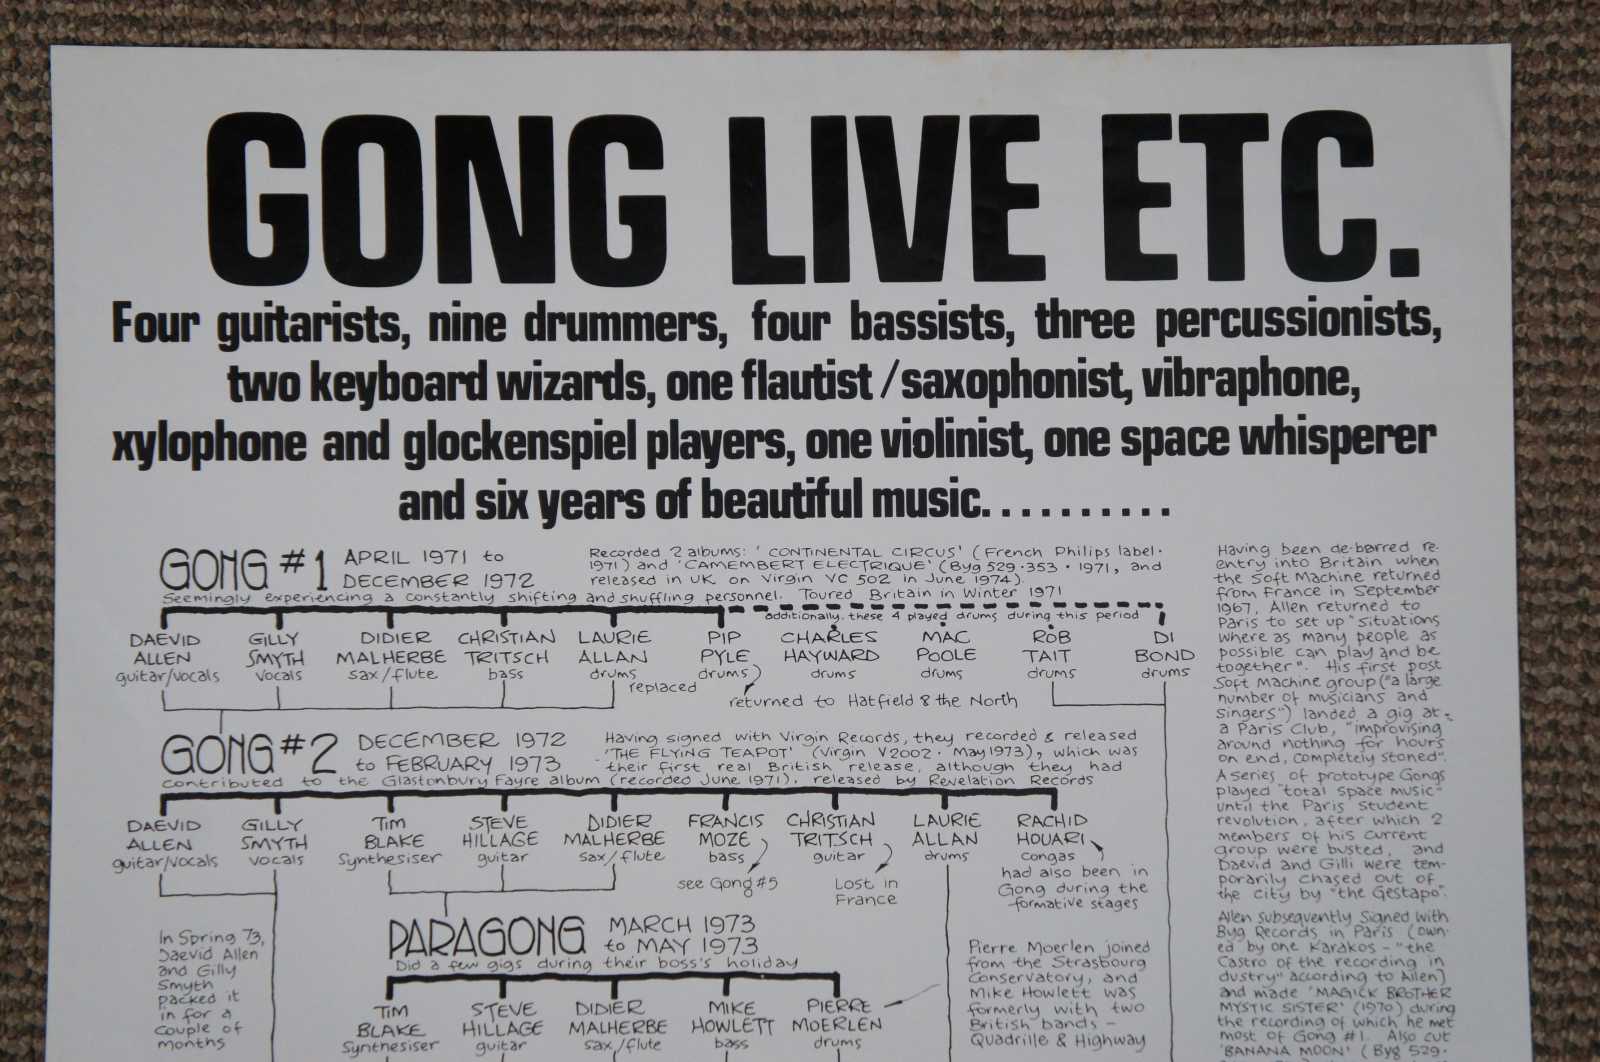 GONG LIVE ETC.
Four guitarists, nine drummers, four bassists, three percussionists,
two keyboard wizards, one flautist / saxophonist, vibraphone,
xylophone and glockenspiel players, one violinist, one space whisperer
and six years of beautiful music..........
GONG #1 APRIL 1971 to
DECEMBER 1972
Recorded 2 albums: 'CONTINENTAL CIRCUS' (French Philips label·
1971) and 'CAMEMBERT ELECTRIQUE' (Byg 529·353 · 1971, and
released in UK on Virgin VC 502 in June 1974).
Seemingly experiencing a constantly shifting and shuffling personnel. Toured Britain in Winter 1971
additionally, these 4 played drums during this period
DAEVID ALLEN guitar/vocals
GILLY SMYTH vocals
DIDIER MALHERBE sax/flute
CHRISTIAN TRITSCH bass
LAURIE ALLAN drums
replaced
PIP PYLE drums
returned to Hatfield & the North
CHARLES HAYWARD drums
MAC POOLE drums
ROB TAIT drums
DI BOND drums
GONG #2 DECEMBER 1972
to FEBRUARY 1973
Having signed with Virgin Records, they recorded & released
'THE FLYING TEAPOT' (Virgin V2002 · May 1973), which was
their first real British release, although they had
contributed to the Glastonbury Fayre album (recorded June 1971), released by Revelation Records
DAEVID ALLEN guitar/vocals
GILLY SMYTH vocals
TIM BLAKE Synthesiser
STEVE HILLAGE guitar
DIDIER MALHERBE sax/flute
FRANCIS MOZE bass
see Gong #5
CHRISTIAN TRITSCH guitar
Lost in
France
LAURIE ALLAN drums
RACHID HOUARI congas
had also been in
Gong during the
formative stages
PARAGONG MARCH 1973
to MAY 1973
Did a few gigs during their boss's holiday
TIM BLAKE Synthesiser
STEVE HILLAGE guitar
DIDIER MALHERBE sax/flute
MIKE HOWLETT bass
PIERRE MOERLEN drums
In Spring 73,
Daevid Allen
and Gilly
Smyth
packed it
in for a
couple of
months
Pierre Moerlen joined
from the Strasbourg
Conservatory, and
Mike Howlett was
formerly with two
British bands –
Quadrille & Highway
Having been de-barred re-
entry into Britain when
the Soft Machine returned
from France in September
1967, Allen returned to
Paris to set up "situations
where as many people as
possible can play and be
together". His first post
Soft Machine group ("a large
number of musicians and
singers") landed a gig at
a Paris Club, "improvising
around nothing for hours
on end, completely stoned".
A series of prototype Gongs
played "total space music"
until the Paris student
revolution, after which 2
members of his current
group were busted, and
Daevid and Gilli were tem-
porarily chased out of
the city by "the Gestapo".
Allen subsequently signed with
Byg Records in Paris (own-
ed by one Karakos – "the
Castro of the recording in
dustry" according to Allen)
and made 'MAGICK BROTHER
MYSTIC SISTER' (1970) during
the recording of which he met
most of Gong #1. Also cut
'BANANA MOON' (Byg 529·